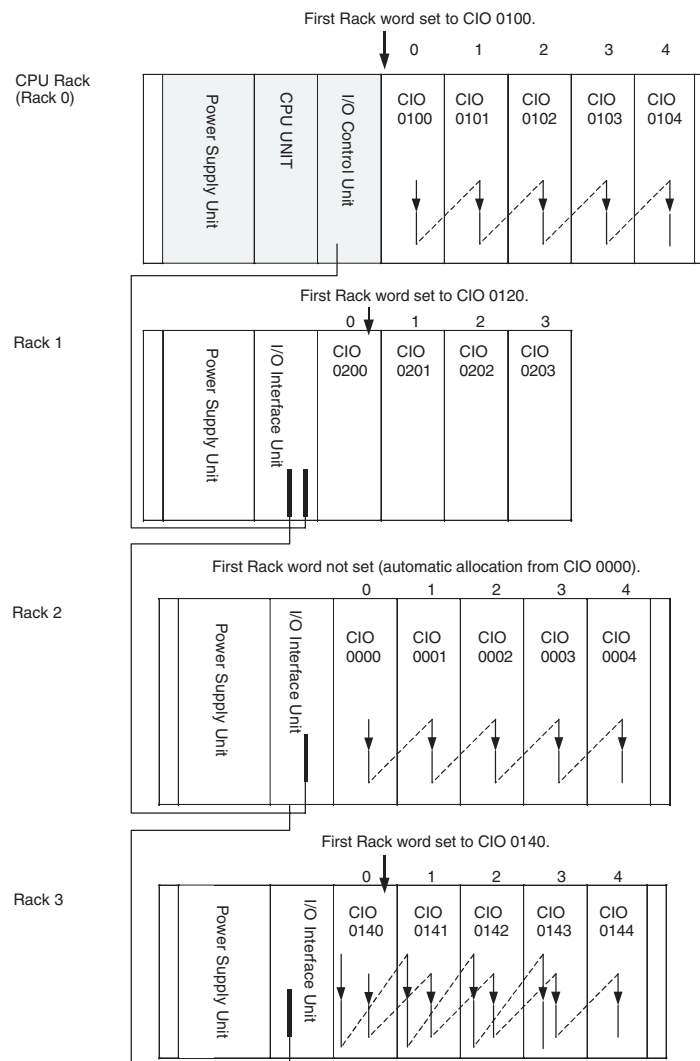 First Rack word set to CIO 0100.
0 1 2 3 4
CPU Rack
(Rack 0)
Power Supply Unit
CPU UNIT
I/O Control Unit
CIO 0100
CIO 0101
CIO 0102
CIO 0103
CIO 0104
First Rack word set to CIO 0120.
0 1 2 3
Rack 1
Power Supply Unit
I/O Interface Unit
CIO 0200
CIO 0201
CIO 0202
CIO 0203
First Rack word not set (automatic allocation from CIO 0000).
0 1 2 3 4
Rack 2
Power Supply Unit
I/O Interface Unit
CIO 0000
CIO 0001
CIO 0002
CIO 0003
CIO 0004
First Rack word set to CIO 0140.
0 1 2 3 4
Rack 3
Power Supply Unit
I/O Interface Unit
CIO 0140
CIO 0141
CIO 0142
CIO 0143
CIO 0144